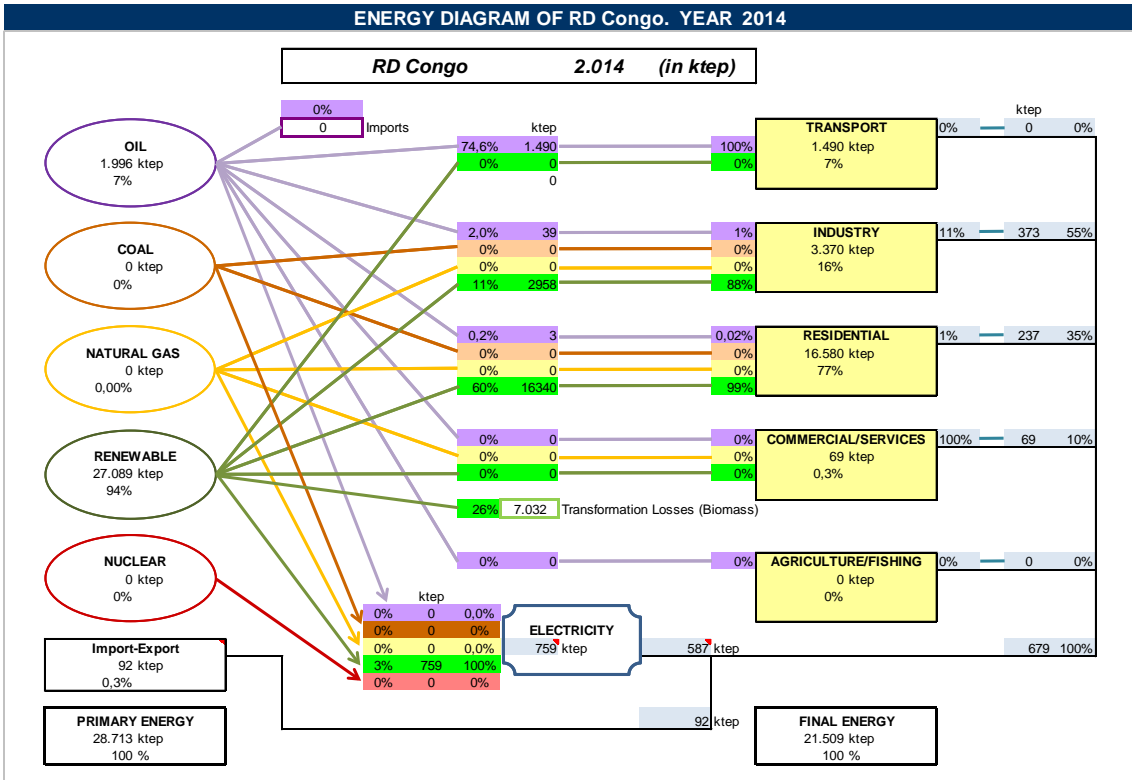 ENERGY DIAGRAM OF RD Congo. YEAR 2014
RD Congo 2.014 (in ktep)
0%
0 Imports
OIL
1.996 ktep
7%
COAL
0 ktep
0%
NATURAL GAS
0 ktep
0,00%
RENEWABLE
27.089 ktep
94%
NUCLEAR
0 ktep
0%
Import-Export
92 ktep
0,3%
PRIMARY ENERGY
28.713 ktep
100 %
ktep
74,6% 1.490
0% 0
0
2,0% 39
0% 0
0% 0
11% 2958
0,2% 3
0% 0
0% 0
60% 16340
0% 0
0% 0
0% 0
26% 7.032 Transformation Losses (Biomass)
0% 0
ktep
0% 0 0,0%
0% 0 0%
0% 0 0,0%
3% 759 100%
0% 0 0%
ELECTRICITY
759 ktep
587 ktep
92 ktep
100%
0%
1%
0%
0%
88%
0,02%
0%
0%
99%
0%
0%
0%
0%
TRANSPORT
1.490 ktep
7%
INDUSTRY
3.370 ktep
16%
RESIDENTIAL
16.580 ktep
77%
COMMERCIAL/SERVICES
69 ktep
0,3%
AGRICULTURE/FISHING
0 ktep
0%
FINAL ENERGY
21.509 ktep
100 %
ktep
0% 0 0%
11% 373 55%
1% 237 35%
100% 69 10%
0% 0 0%
679 100%